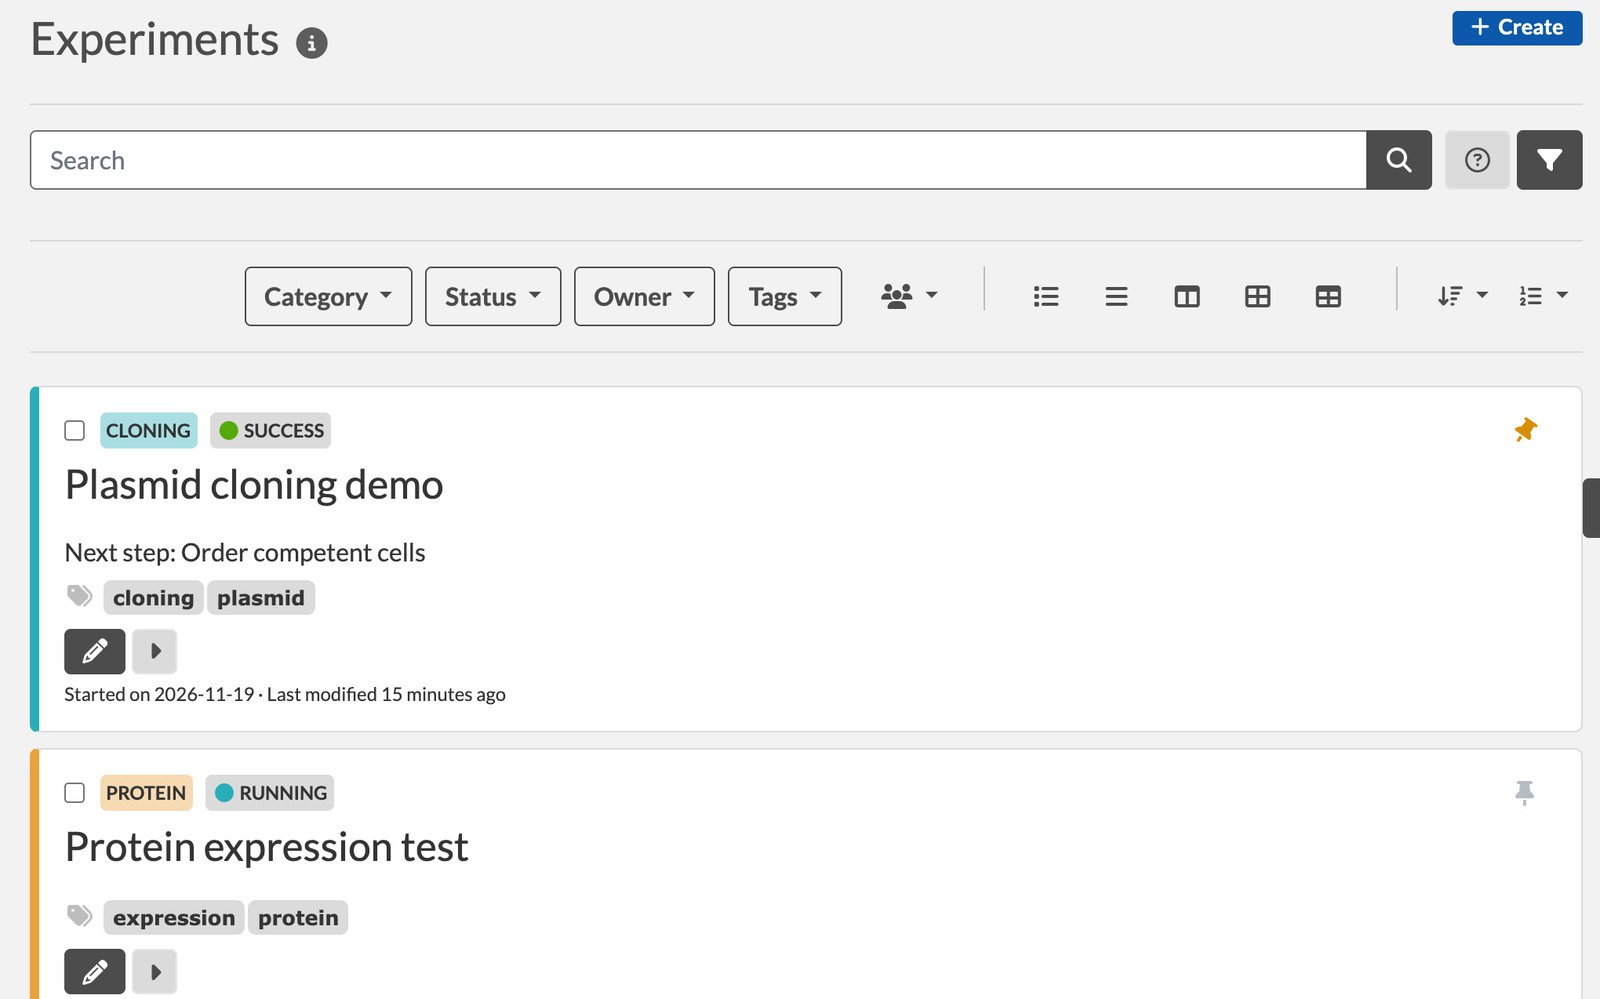 Experiments
+ Create
Search
Category Status Owner Tags
CLONING SUCCESS
Plasmid cloning demo
Next step: Order competent cells
cloning plasmid
Started on 2026-11-19 · Last modified 15 minutes ago
PROTEIN RUNNING
Protein expression test
expression protein